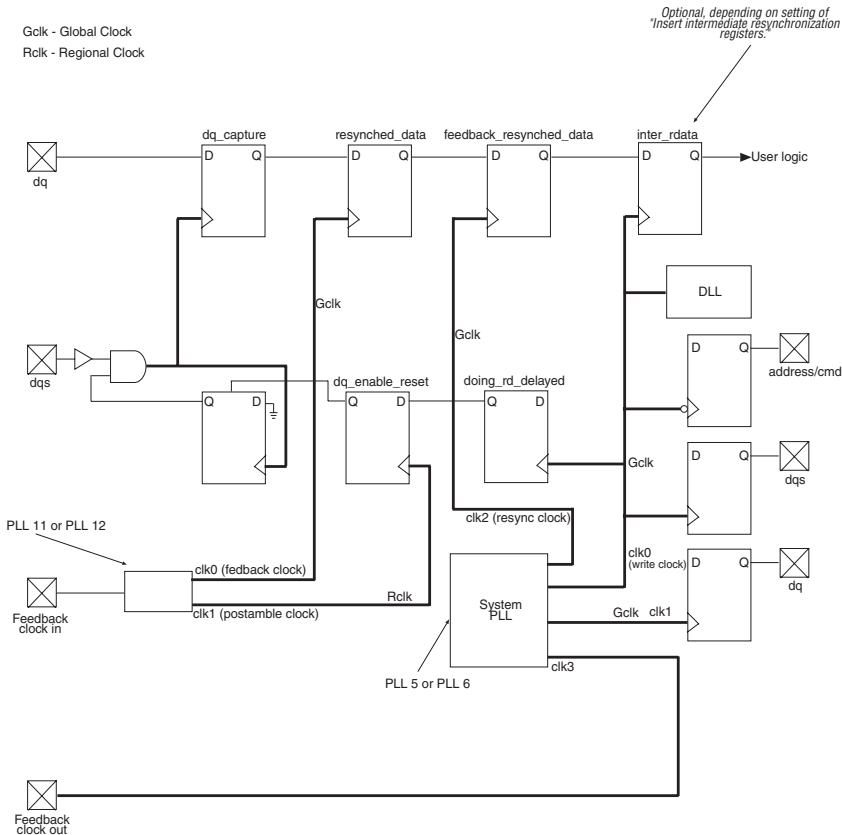 Gclk - Global Clock
Rclk - Regional Clock
Optional, depending on setting of
"Insert intermediate resynchronization
registers."
dq_capture
resynched_data
feedback_resynched_data
inter_rdata
D Q
D Q
D Q
D Q
User logic
dq
Gclk
Gclk
DLL
D Q
address/cmd
dqs
Q D
dq_enable_reset
Q D
doing_rd_delayed
Q D
Gclk
D Q
dqs
clk2 (resync clock)
PLL 11 or PLL 12
clk0 (fedback clock)
clk0
(write clock)
D Q
dq
Feedback
clock in
clk1 (postamble clock)
Rclk
System
PLL
Gclk clk1
clk3
PLL 5 or PLL 6
Feedback
clock out